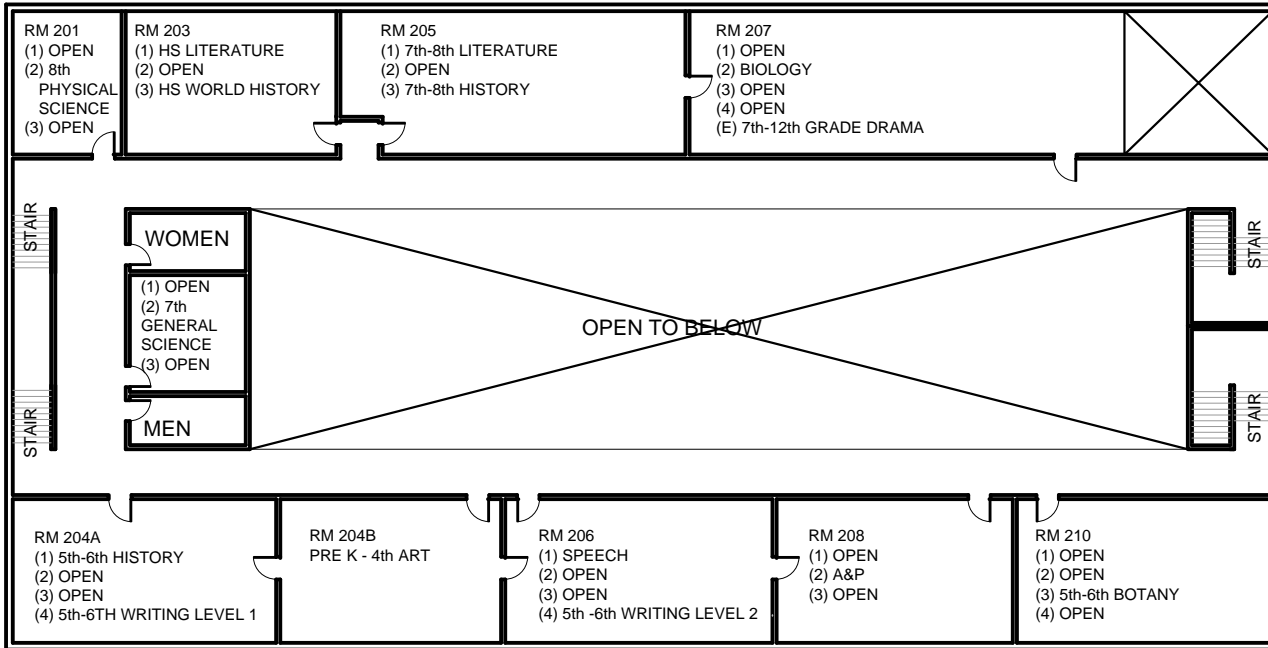 RM 201
(1) OPEN
(2) 8th
PHYSICAL
SCIENCE
(3) OPEN
RM 203
(1) HS LITERATURE
(2) OPEN
(3) HS WORLD HISTORY
RM 205
(1) 7th-8th LITERATURE
(2) OPEN
(3) 7th-8th HISTORY
RM 207
(1) OPEN
(2) BIOLOGY
(3) OPEN
(4) OPEN
(E) 7th-12th GRADE DRAMA
STAIR
WOMEN
STAIR
(1) OPEN
(2) 7th
GENERAL
SCIENCE
(3) OPEN
OPEN TO BELOW
STAIR
MEN
STAIR
RM 204A
(1) 5th-6th HISTORY
(2) OPEN
(3) OPEN
(4) 5th-6TH WRITING LEVEL 1
RM 204B
PRE K - 4th ART
RM 206
(1) SPEECH
(2) OPEN
(3) OPEN
(4) 5th -6th WRITING LEVEL 2
RM 208
(1) OPEN
(2) A&P
(3) OPEN
RM 210
(1) OPEN
(2) OPEN
(3) 5th-6th BOTANY
(4) OPEN